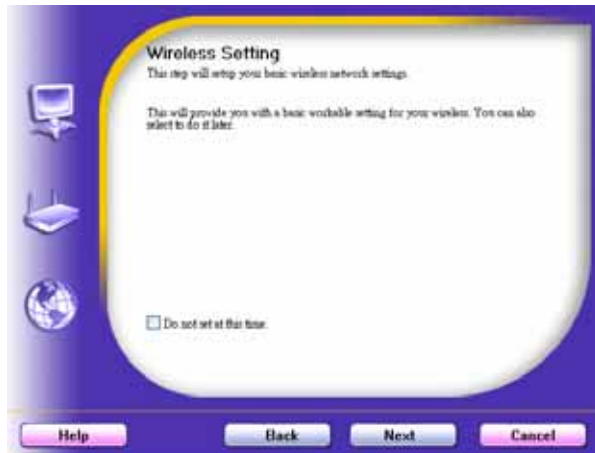 Wireless Setting
This step will setup your basic wireless network settings.
This will provide you with a basic workable setting for your wireless. You can also
select to do it later.
Do not set at this time.
Help
Back
Next
Cancel